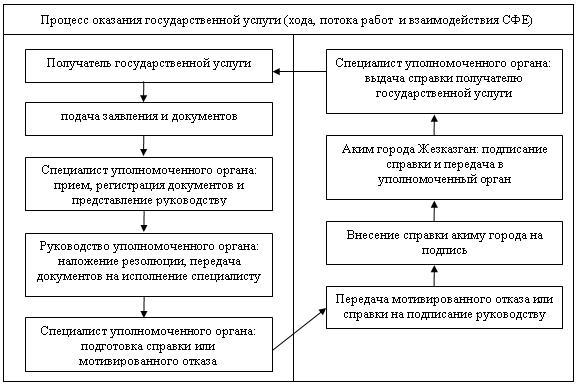 Процесс оказания государственной услуги (хода, потока работ и взаимодействия СФЕ)
Получатель государственной услуги
подача заявления и документов
Специалист уполномоченного органа:
прием, регистрация документов и
представление руководству
Руководство уполномоченного органа:
наложение резолюции, передача
документов на исполнение специалисту
Специалист уполномоченного органа:
подготовка справки или
мотивированного отказа
Передача мотивированного отказа или
справки на подписание руководству
Внесение справки акиму города на
подпись
Аким города Жезказган: подписание
справки и передача в
уполномоченный орган
Специалист уполномоченного органа:
выдача справки получателю
государственной услуги